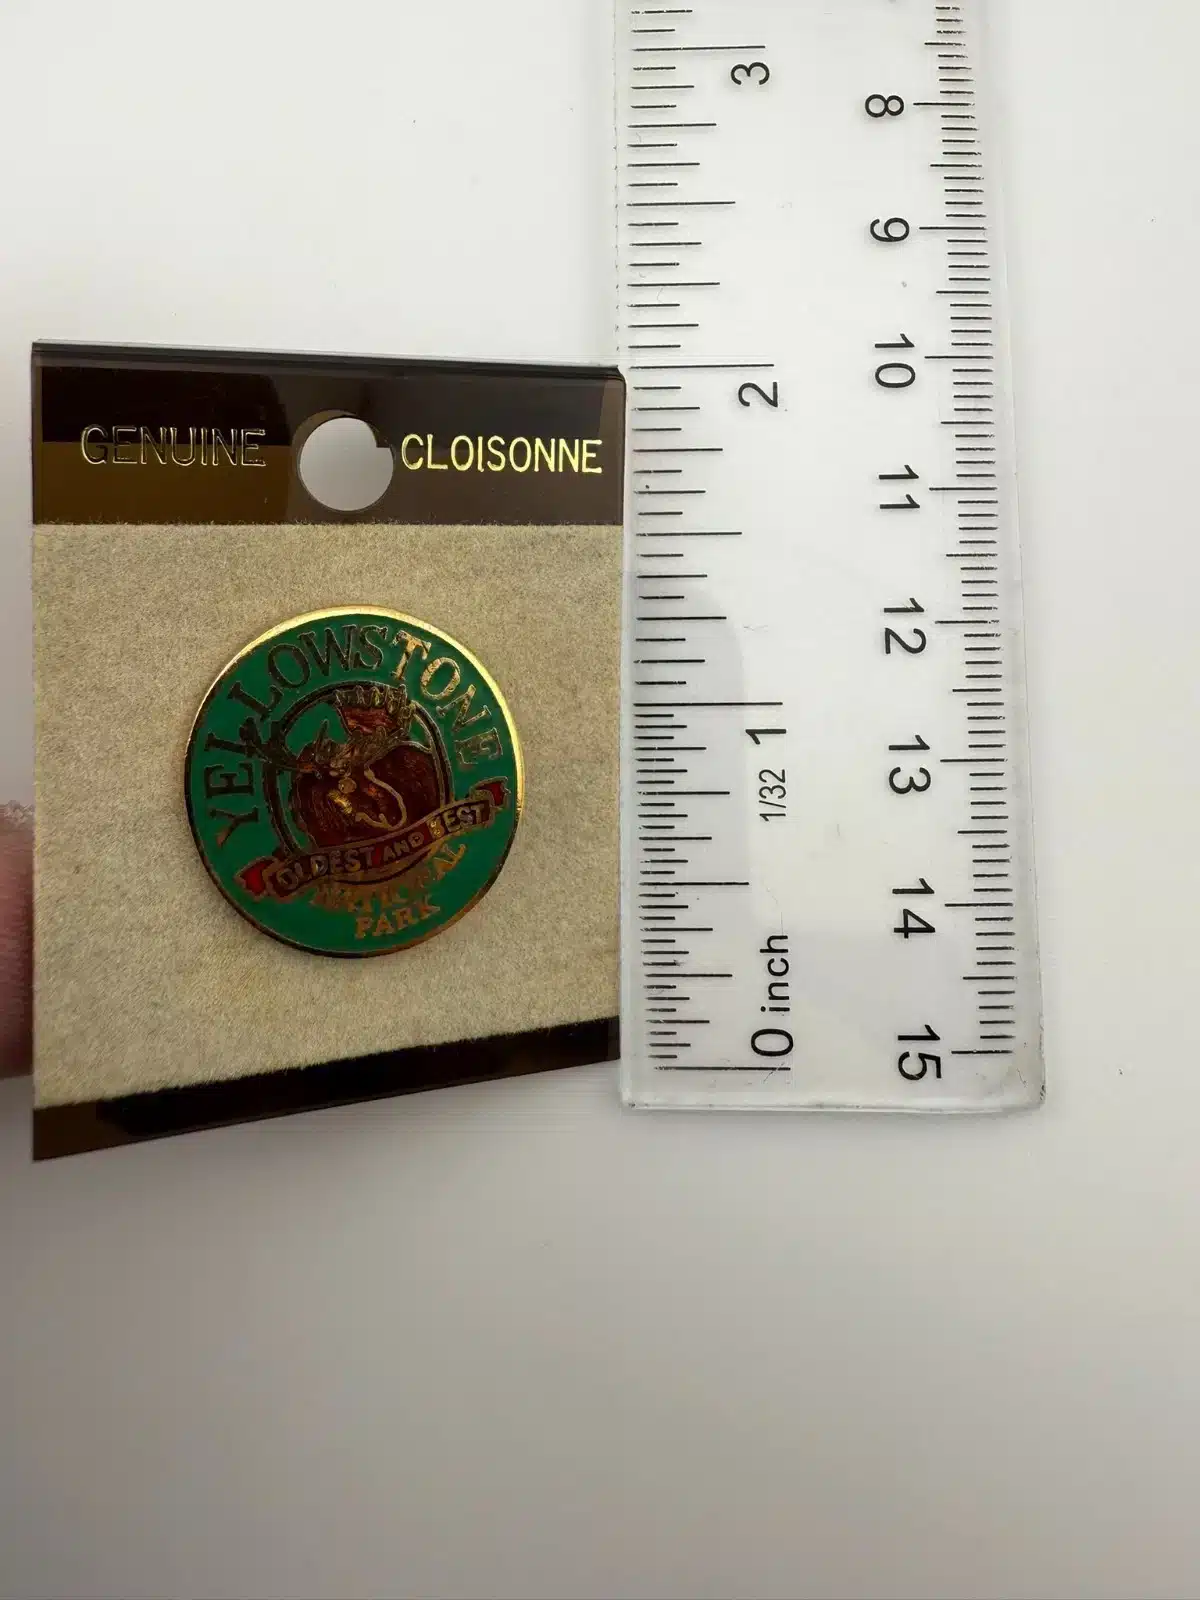 GENUINE CLOISONNE
YELLOWSTONE
OLDEST AND BEST
NATIONAL
PARK
3
2
1
1/32
0 inch
8
9
10
11
12
13
14
15